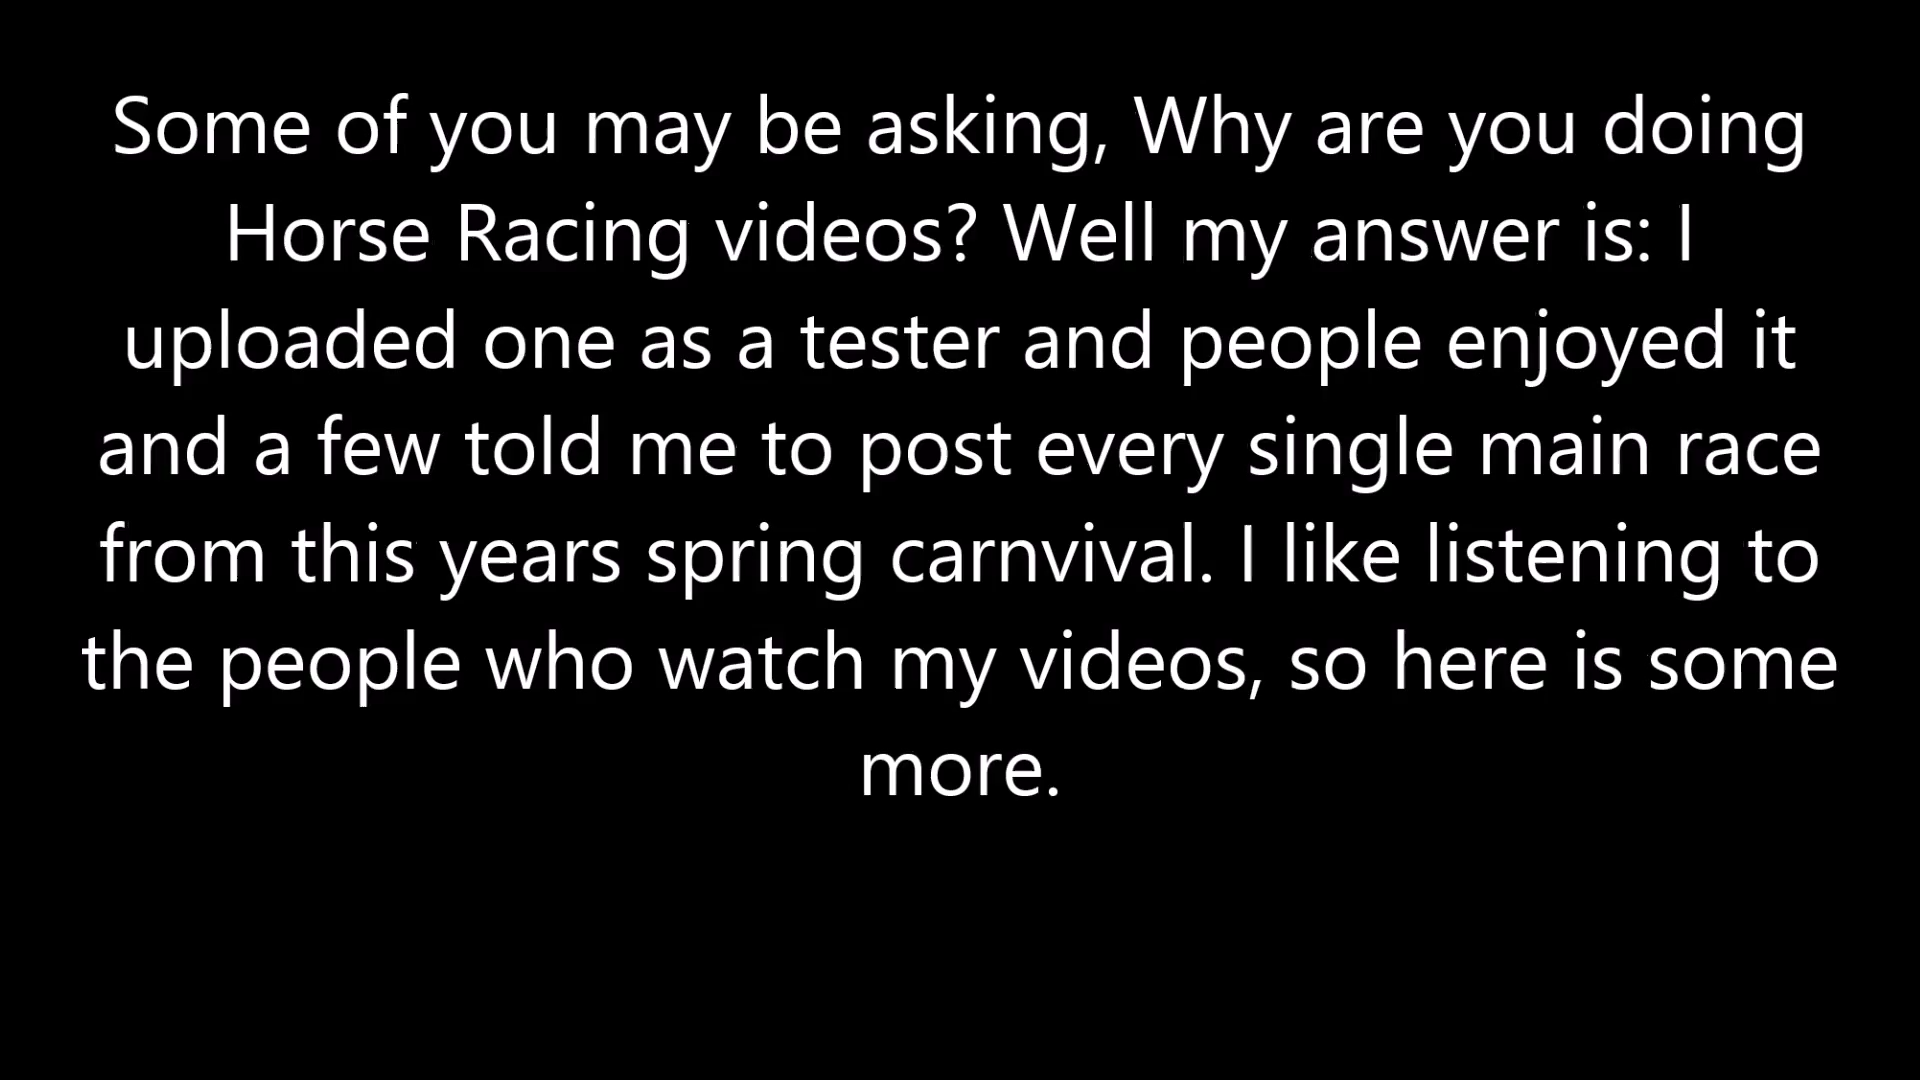 Some of you may be asking, Why are you doing
Horse Racing videos? Well my answer is: I
uploaded one as a tester and people enjoyed it
and a few told me to post every single main race
from this years spring carnvival. I like listening to
the people who watch my videos, so here is some
more.